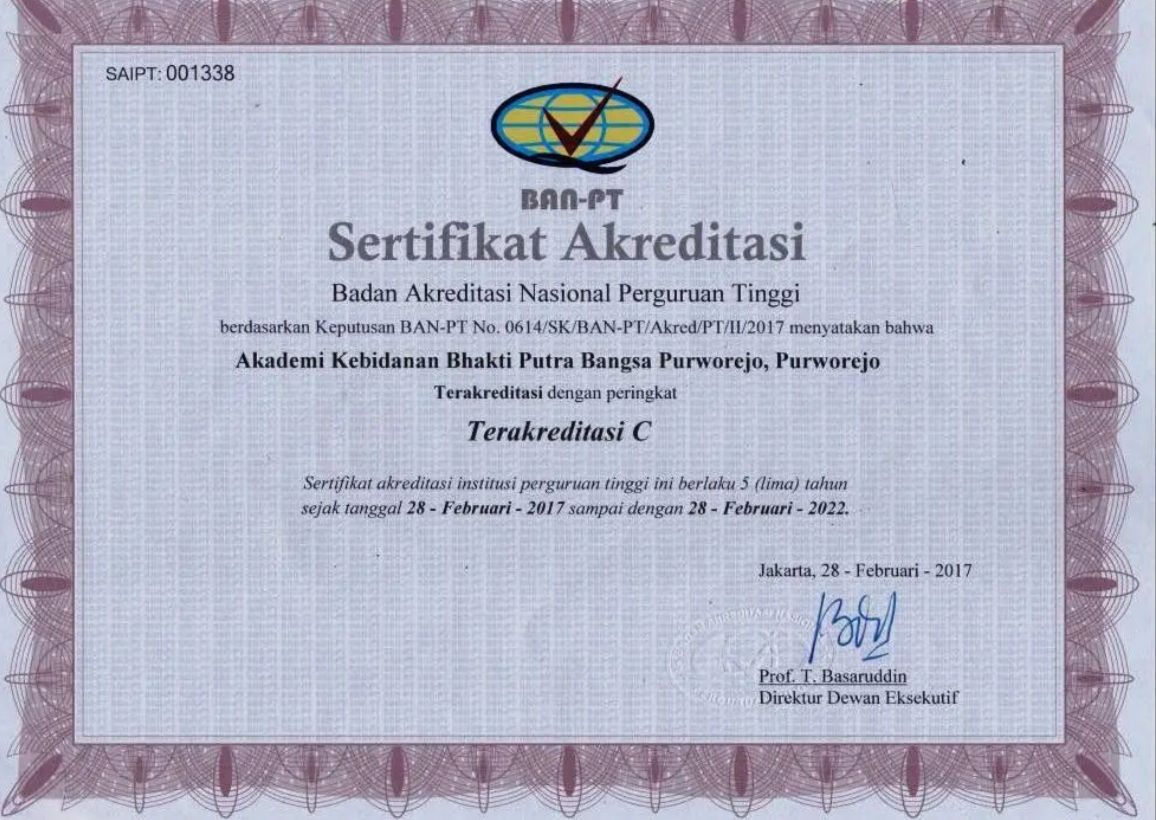 SAIPT: 001338
BAN-PT
Sertifikat Akreditasi
Badan Akreditasi Nasional Perguruan Tinggi
berdasarkan Keputusan BAN-PT No. 0614/SK/BAN-PT/Akred/PT/II/2017 menyatakan bahwa
Akademi Kebidanan Bhakti Putra Bangsa Purworejo, Purworejo
Terakreditasi dengan peringkat
Terakreditasi C
Sertifikat akreditasi institusi perguruan tinggi ini berlaku 5 (lima) tahun
sejak tanggal 28 - Februari - 2017 sampai dengan 28 - Februari - 2022.
Jakarta, 28 - Februari - 2017
Prof. T. Basaruddin
Direktur Dewan Eksekutif